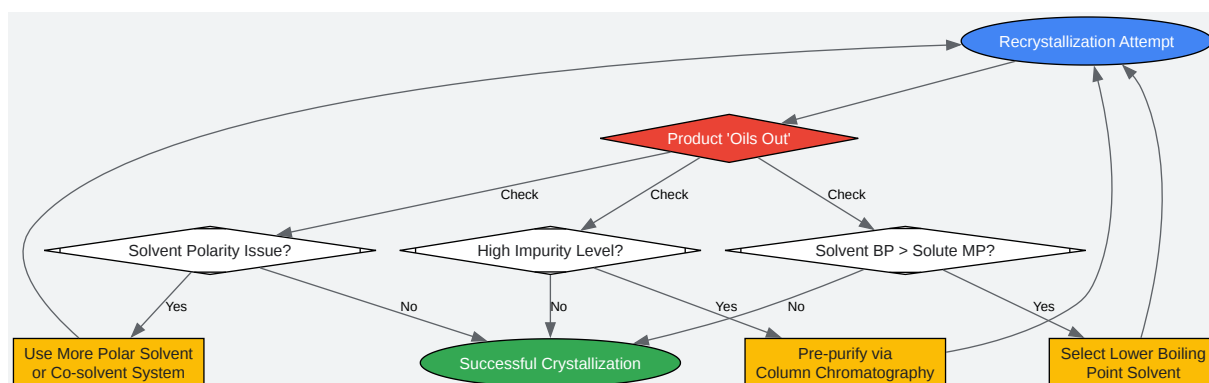 Recrystallization Attempt
Product 'Oils Out'
Check
Check
Check
Solvent Polarity Issue?
High Impurity Level?
Solvent BP > Solute MP?
Yes
No
No
Yes
No
Yes
Use More Polar Solvent
or Co-solvent System
Successful Crystallization
Pre-purify via
Column Chromatography
Select Lower Boiling
Point Solvent